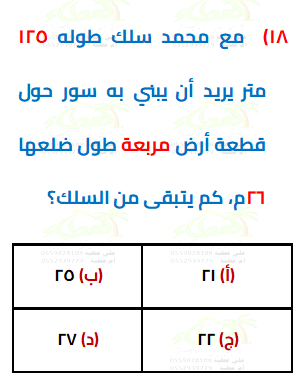 ١٨) مع محمد سلك طوله ١٢٥
متر يريد أن يبني به سور حول
قطعة أرض مربعة طول ضلعها
٢٦م، كم يتبقى من السلك؟
(أ) ٢١
(ب) ٢٥
(ج) ٢٢
(د) ٢٧